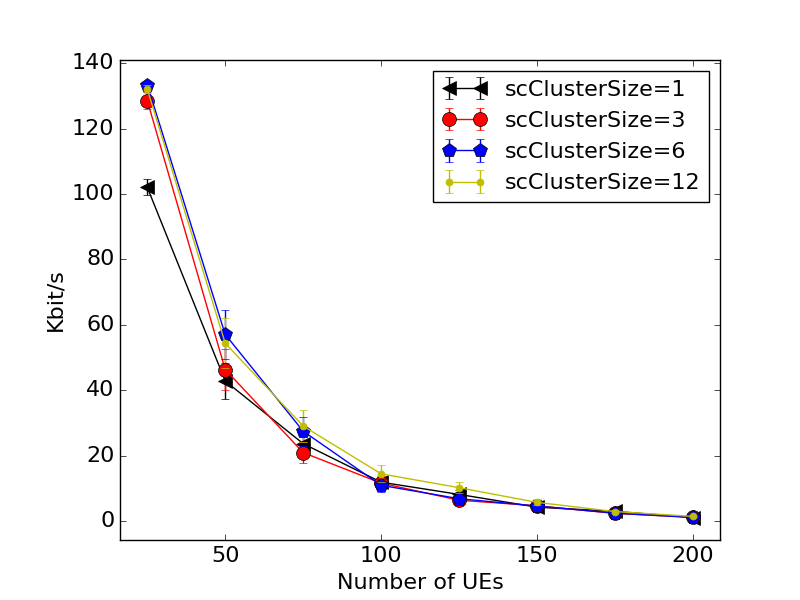 140
120
100
80
60
40
20
0
Kbit/s
scClusterSize=1
scClusterSize=3
scClusterSize=6
scClusterSize=12
50
100
150
200
Number of UEs